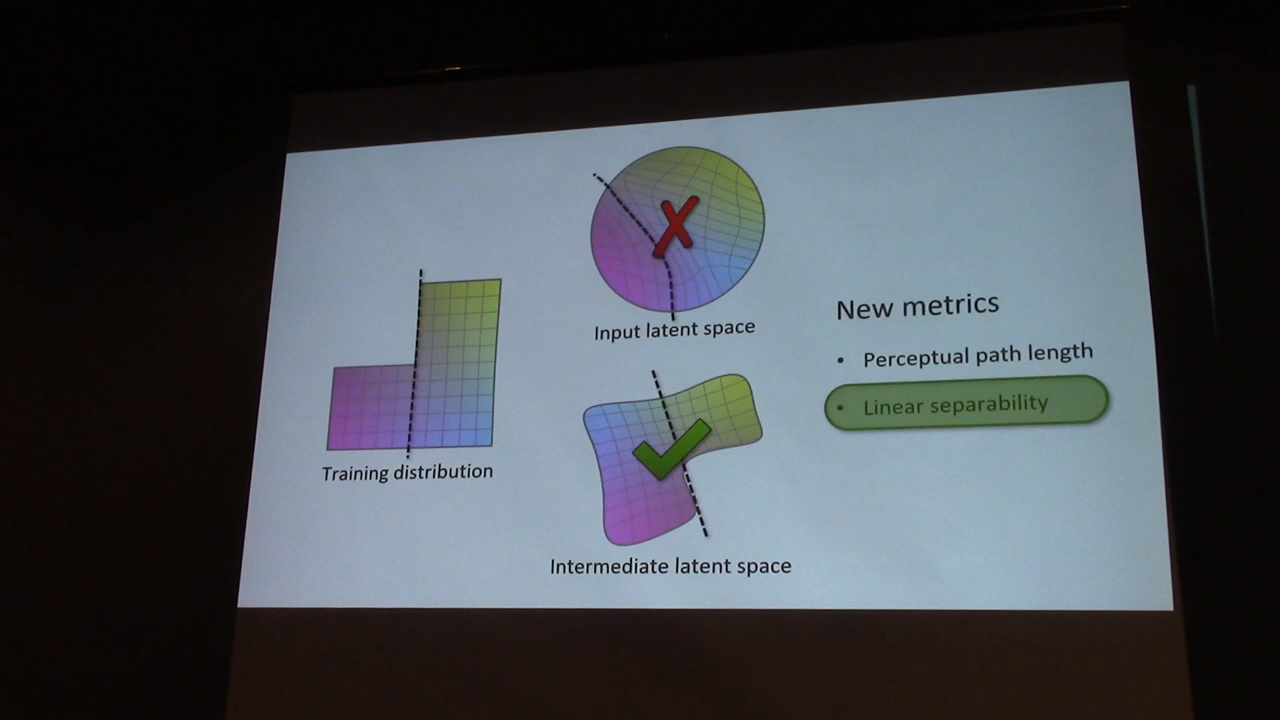 Input latent space
Training distribution
Intermediate latent space
New metrics
• Perceptual path length
• Linear separability